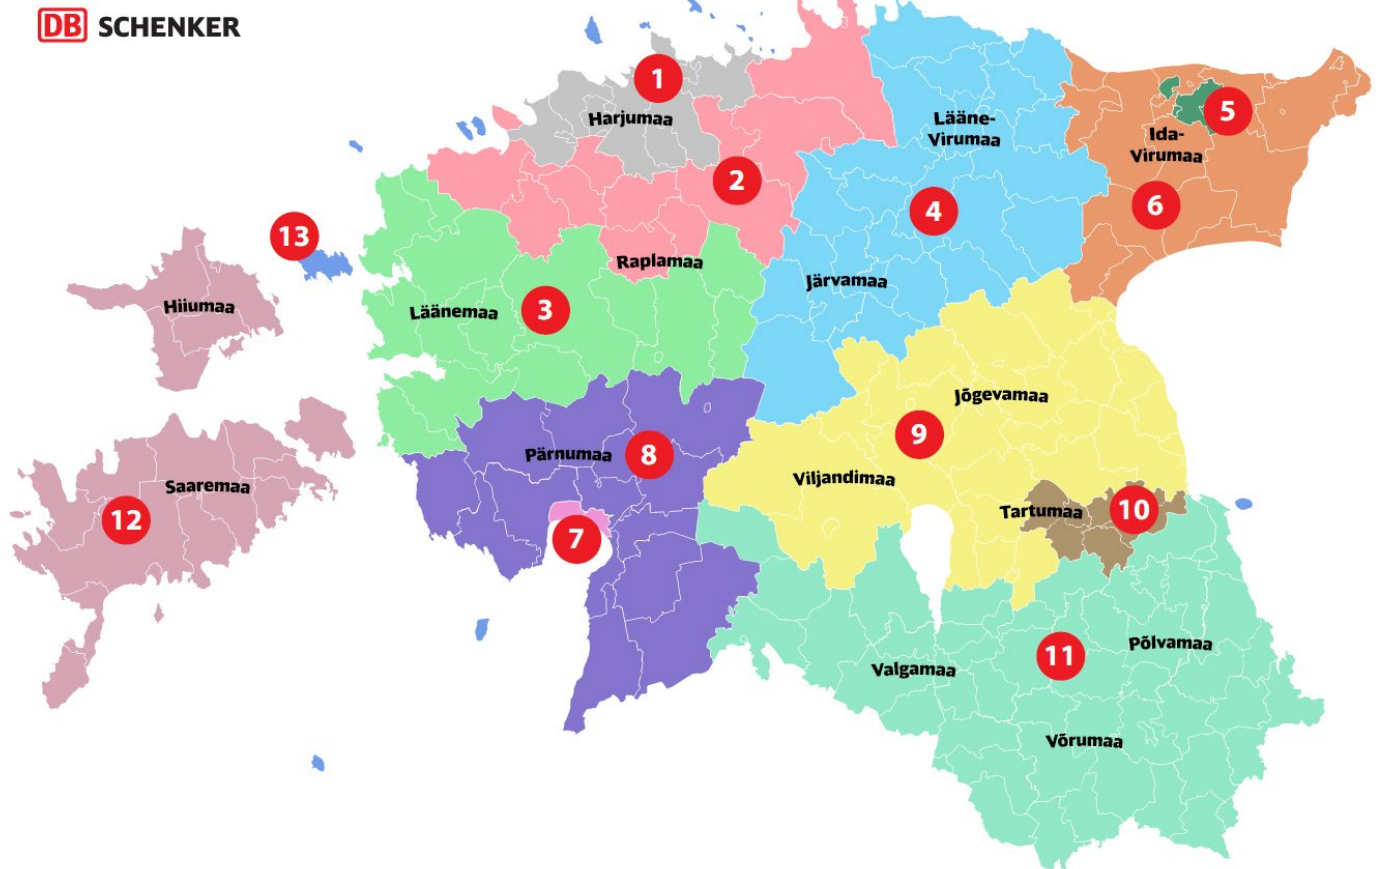 DB SCHENKER
1
Harjumaa
Lääne-
Virumaa
5
Ida-
Virumaa
2
4
6
13
Raplamaa
Järvamaa
Hiiumaa
Läänemaa
3
Jõgevamaa
9
Pärnumaa
8
Viljandimaa
Saaremaa
12
Tartumaa
10
7
11
Põlvamaa
Valgamaa
Võrumaa